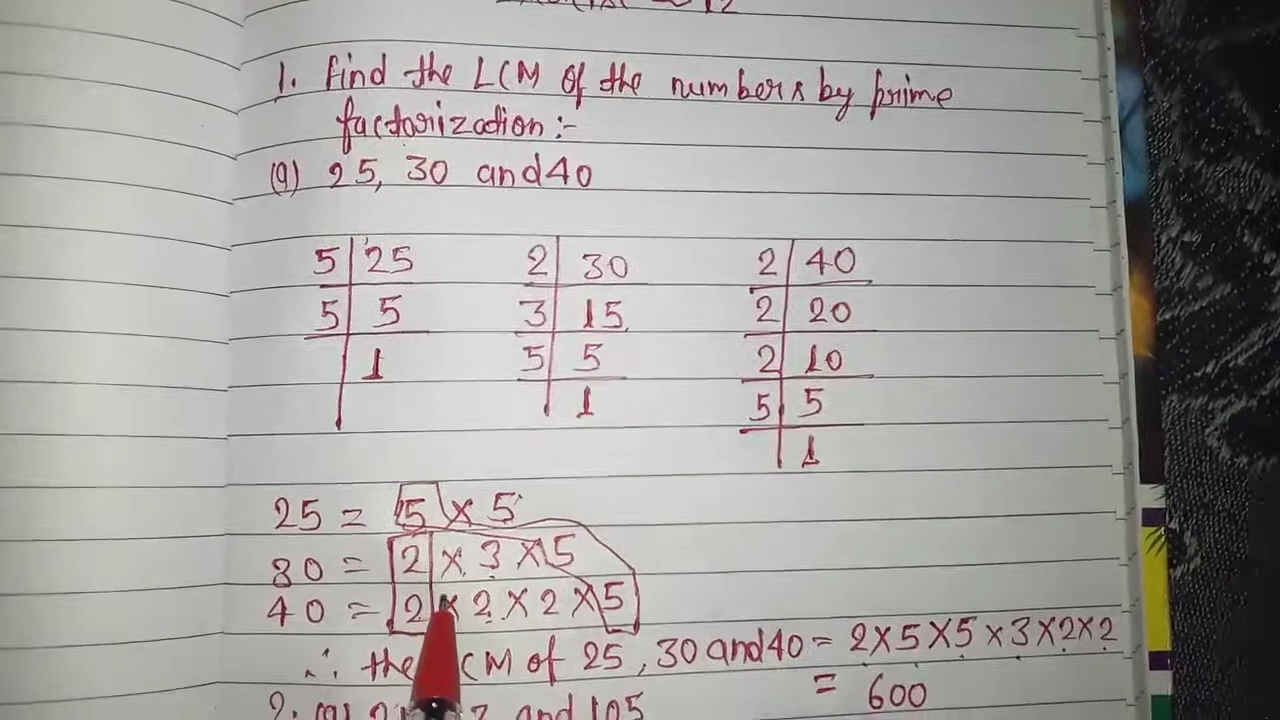 1. Find the LCM of the numbers by prime
factorization :-
(a) 25, 30 and 40
5 25 2 30 2 40
5 5 3 15 2 20
1 5 5 2 10
1 5 5
1
25 = 5 × 5
30 = 2 × 3 × 5
40 = 2 × 2 × 2 × 5
∴ the CM of 25, 30 and 40 = 2×5×5×3×2×2
= 600
2. (a) and 105